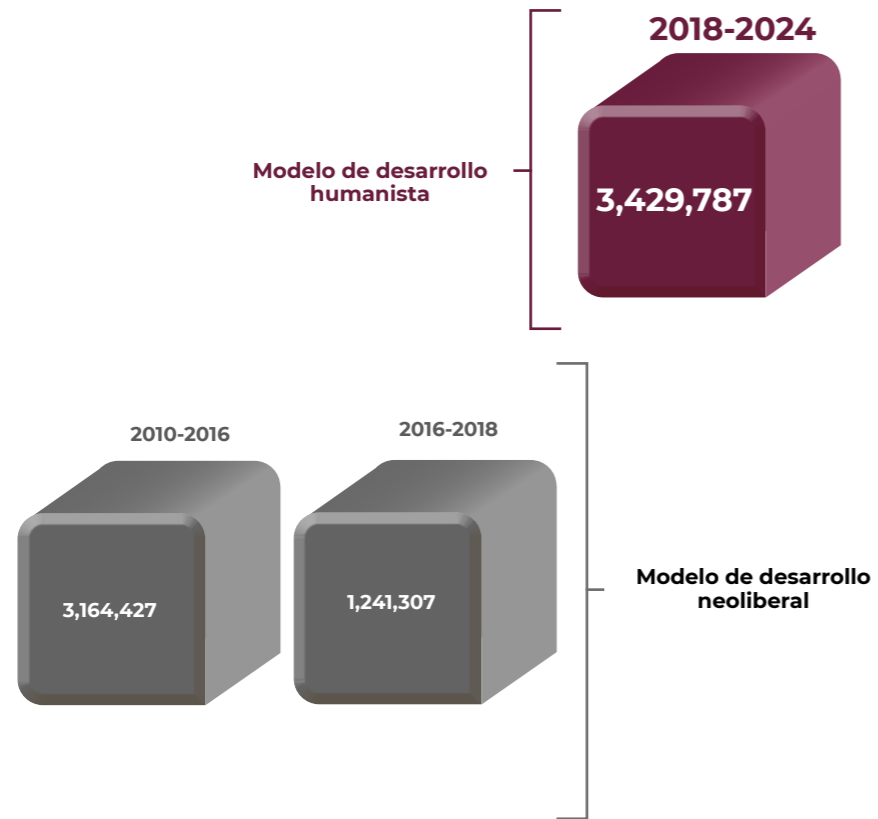 2018-2024
Modelo de desarrollo
humanista
3,429,787
2010-2016
2016-2018
3,164,427
1,241,307
Modelo de desarrollo
neoliberal